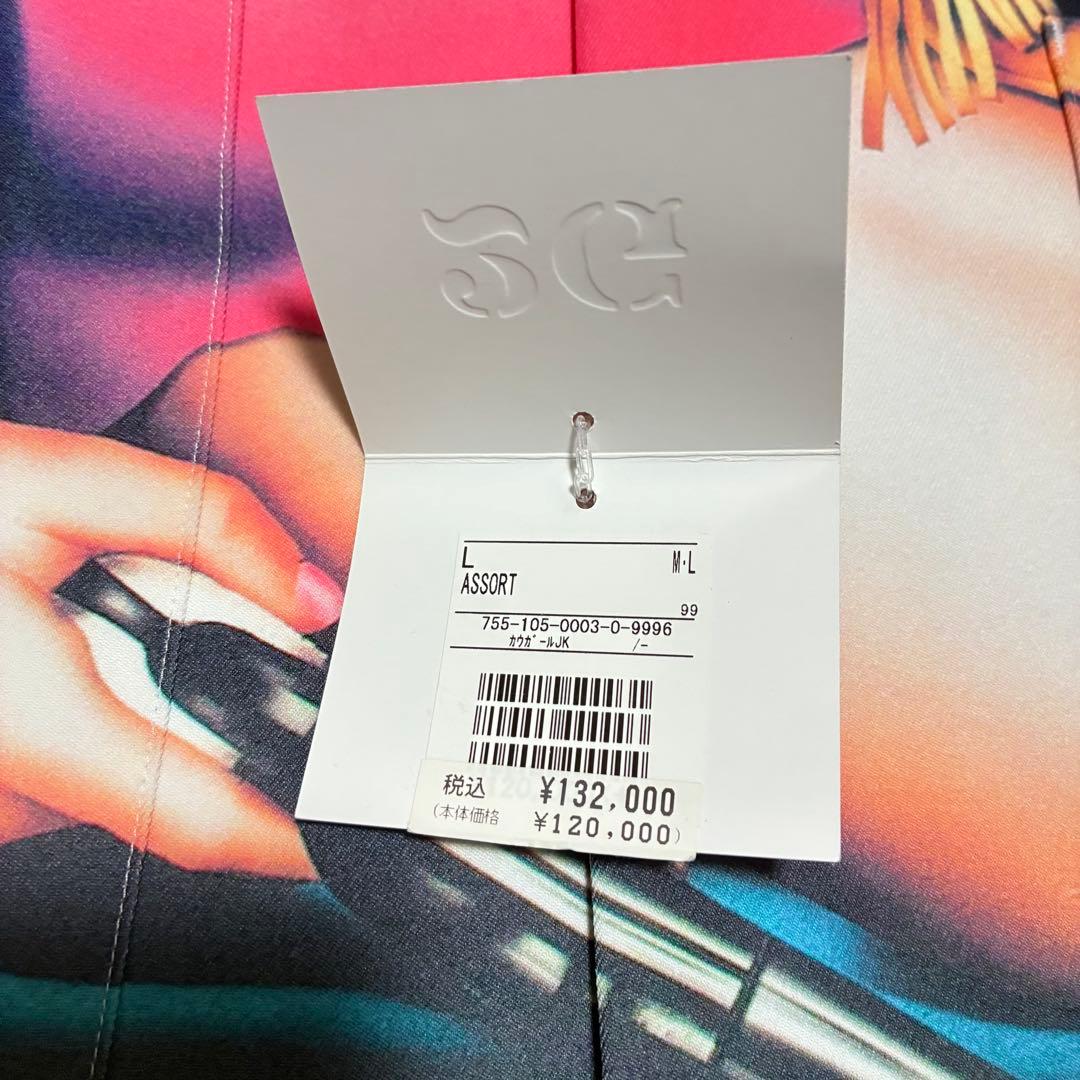 L M·L
ASSORT
99
755-105-0003-0-9996
ｶｳｶﾞｰﾙJK /-
税込 ¥132,000
(本体価格 ¥120,000)